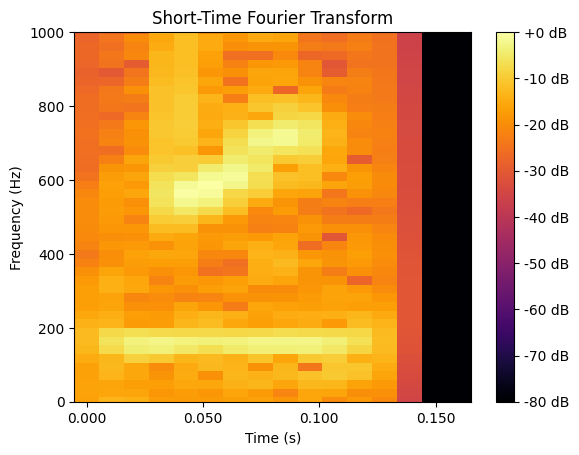 Short-Time Fourier Transform
1000
800
600
400
200
0
Frequency (Hz)
0.000
0.050
0.100
0.150
Time (s)
+0 dB
-10 dB
-20 dB
-30 dB
-40 dB
-50 dB
-60 dB
-70 dB
-80 dB